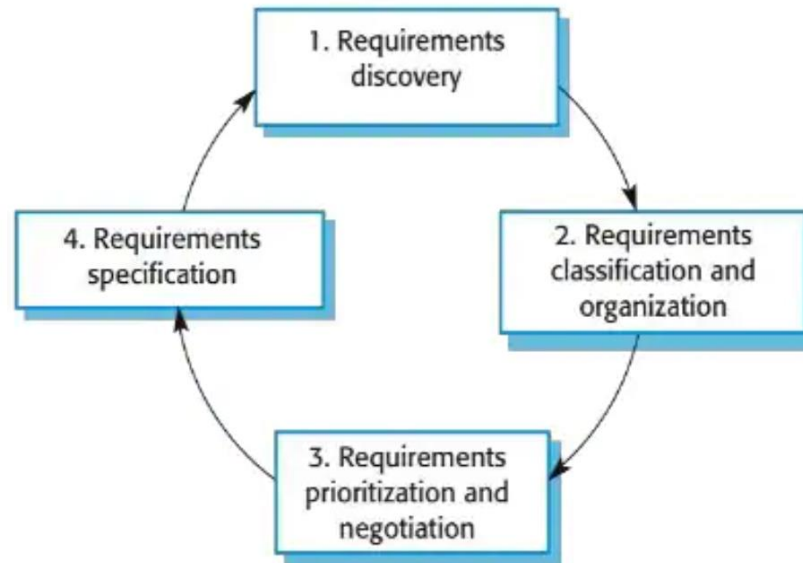 1. Requirements
discovery
2. Requirements
classification and
organization
3. Requirements
prioritization and
negotiation
4. Requirements
specification